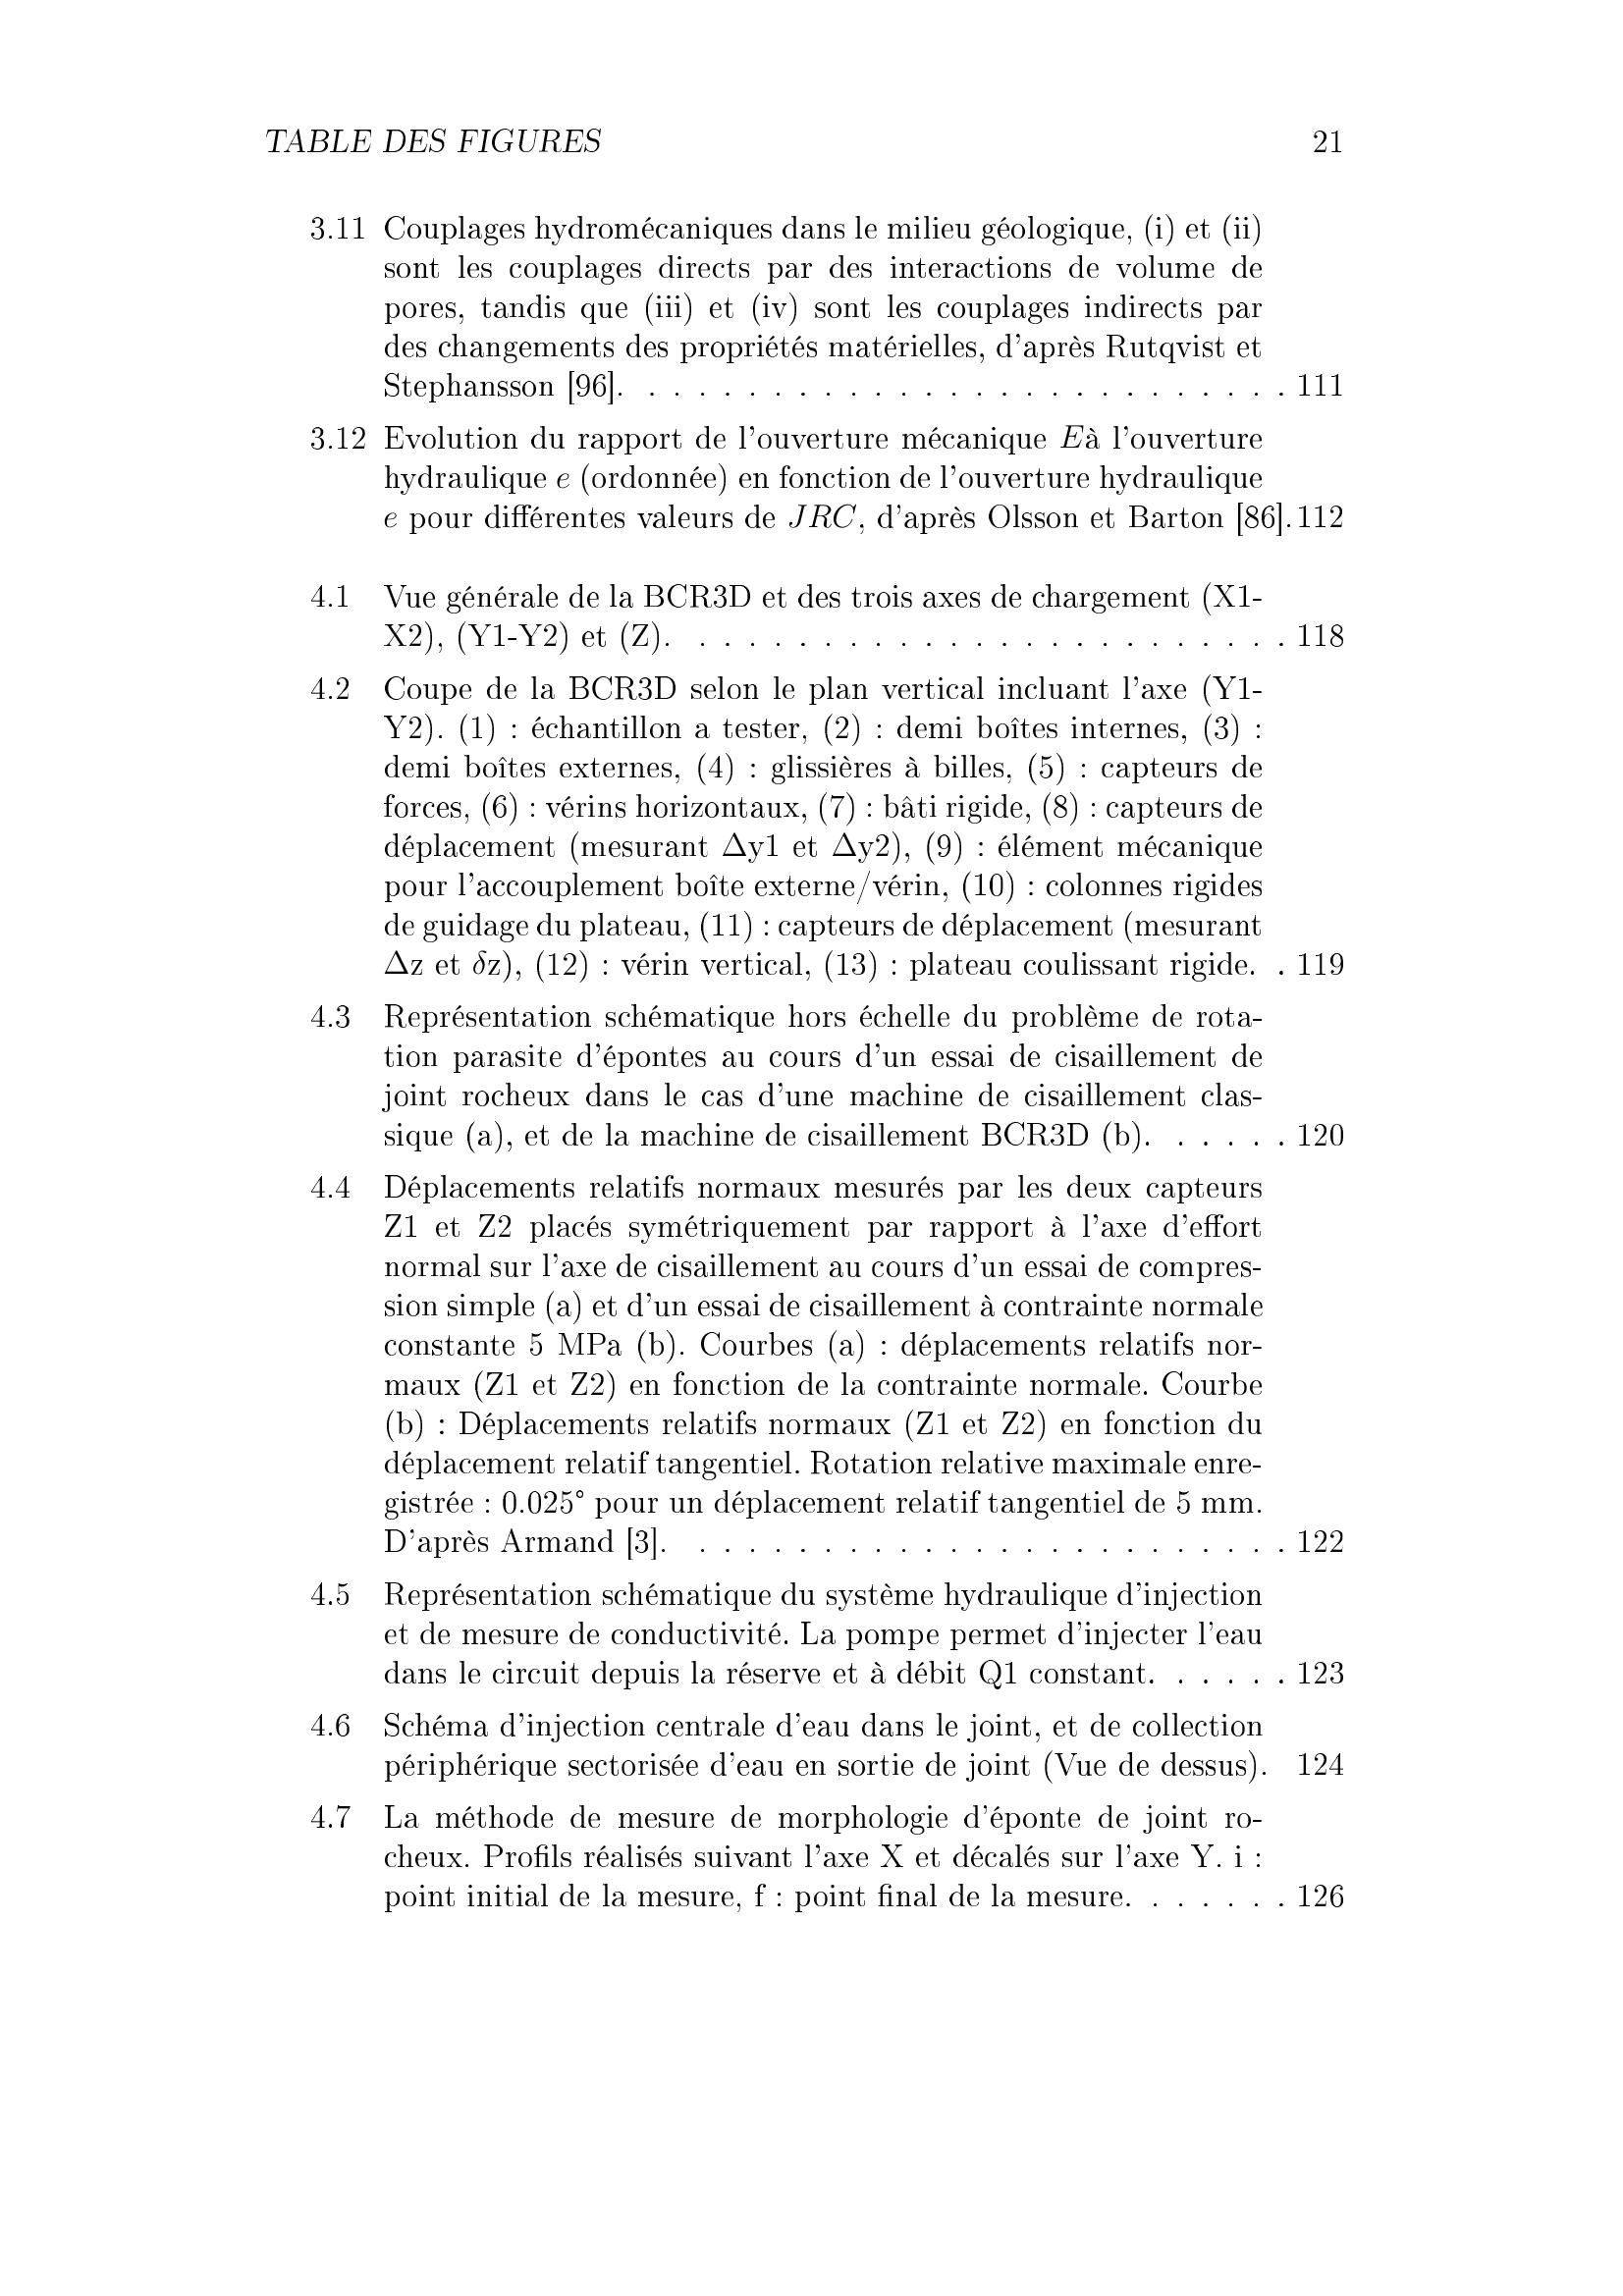 TABLE DES FIGURES 21
3.11 Couplages hydromécaniques dans le milieu géologique, (i) et (ii)
sont les couplages directs par des interactions de volume de
pores, tandis que (iii) et (iv) sont les couplages indirects par
des changements des propriétés matérielles, d'après Rutqvist et
Stephansson [96]. . . . . . . . . . . . . . . . . . . . . . . . . . . 111
3.12 Evolution du rapport de l'ouverture mécanique Eà l'ouverture
hydraulique e (ordonnée) en fonction de l'ouverture hydraulique
e pour différentes valeurs de JRC, d'après Olsson et Barton [86]. 112
4.1 Vue générale de la BCR3D et des trois axes de chargement (X1-
X2), (Y1-Y2) et (Z). . . . . . . . . . . . . . . . . . . . . . . . . 118
4.2 Coupe de la BCR3D selon le plan vertical incluant l'axe (Y1-
Y2). (1) : échantillon a tester, (2) : demi boîtes internes, (3) :
demi boîtes externes, (4) : glissières à billes, (5) : capteurs de
forces, (6) : vérins horizontaux, (7) : bâti rigide, (8) : capteurs de
déplacement (mesurant Δy1 et Δy2), (9) : élément mécanique
pour l'accouplement boîte externe/vérin, (10) : colonnes rigides
de guidage du plateau, (11) : capteurs de déplacement (mesurant
Δz et δz), (12) : vérin vertical, (13) : plateau coulissant rigide. . 119
4.3 Représentation schématique hors échelle du problème de rota-
tion parasite d'épontes au cours d'un essai de cisaillement de
joint rocheux dans le cas d'une machine de cisaillement clas-
sique (a), et de la machine de cisaillement BCR3D (b). . . . . . 120
4.4 Déplacements relatifs normaux mesurés par les deux capteurs
Z1 et Z2 placés symétriquement par rapport à l'axe d'effort
normal sur l'axe de cisaillement au cours d'un essai de compres-
sion simple (a) et d'un essai de cisaillement à contrainte normale
constante 5 MPa (b). Courbes (a) : déplacements relatifs nor-
maux (Z1 et Z2) en fonction de la contrainte normale. Courbe
(b) : Déplacements relatifs normaux (Z1 et Z2) en fonction du
déplacement relatif tangentiel. Rotation relative maximale enre-
gistrée : 0.025° pour un déplacement relatif tangentiel de 5 mm.
D'après Armand [3]. . . . . . . . . . . . . . . . . . . . . . . . . 122
4.5 Représentation schématique du système hydraulique d'injection
et de mesure de conductivité. La pompe permet d'injecter l'eau
dans le circuit depuis la réserve et à débit Q1 constant. . . . . . 123
4.6 Schéma d'injection centrale d'eau dans le joint, et de collection
périphérique sectorisée d'eau en sortie de joint (Vue de dessus). 124
4.7 La méthode de mesure de morphologie d'éponte de joint ro-
cheux. Profils réalisés suivant l'axe X et décalés sur l'axe Y. i :
point initial de la mesure, f : point final de la mesure. . . . . . . 126